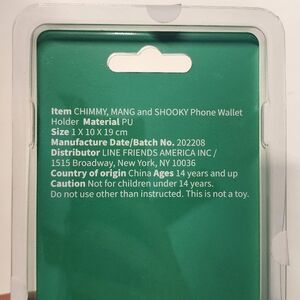 Item CHIMMY, MANG and SHOOKY Phone Wallet
Holder Material PU
Size 1 X 10 X 19 cm
Manufacture Date/Batch No. 202208
Distributor LINE FRIENDS AMERICA INC /
1515 Broadway, New York, NY 10036
Country of origin China Ages 14 years and up
Caution Not for children under 14 years.
Do not use other than instructed. This is not a toy.